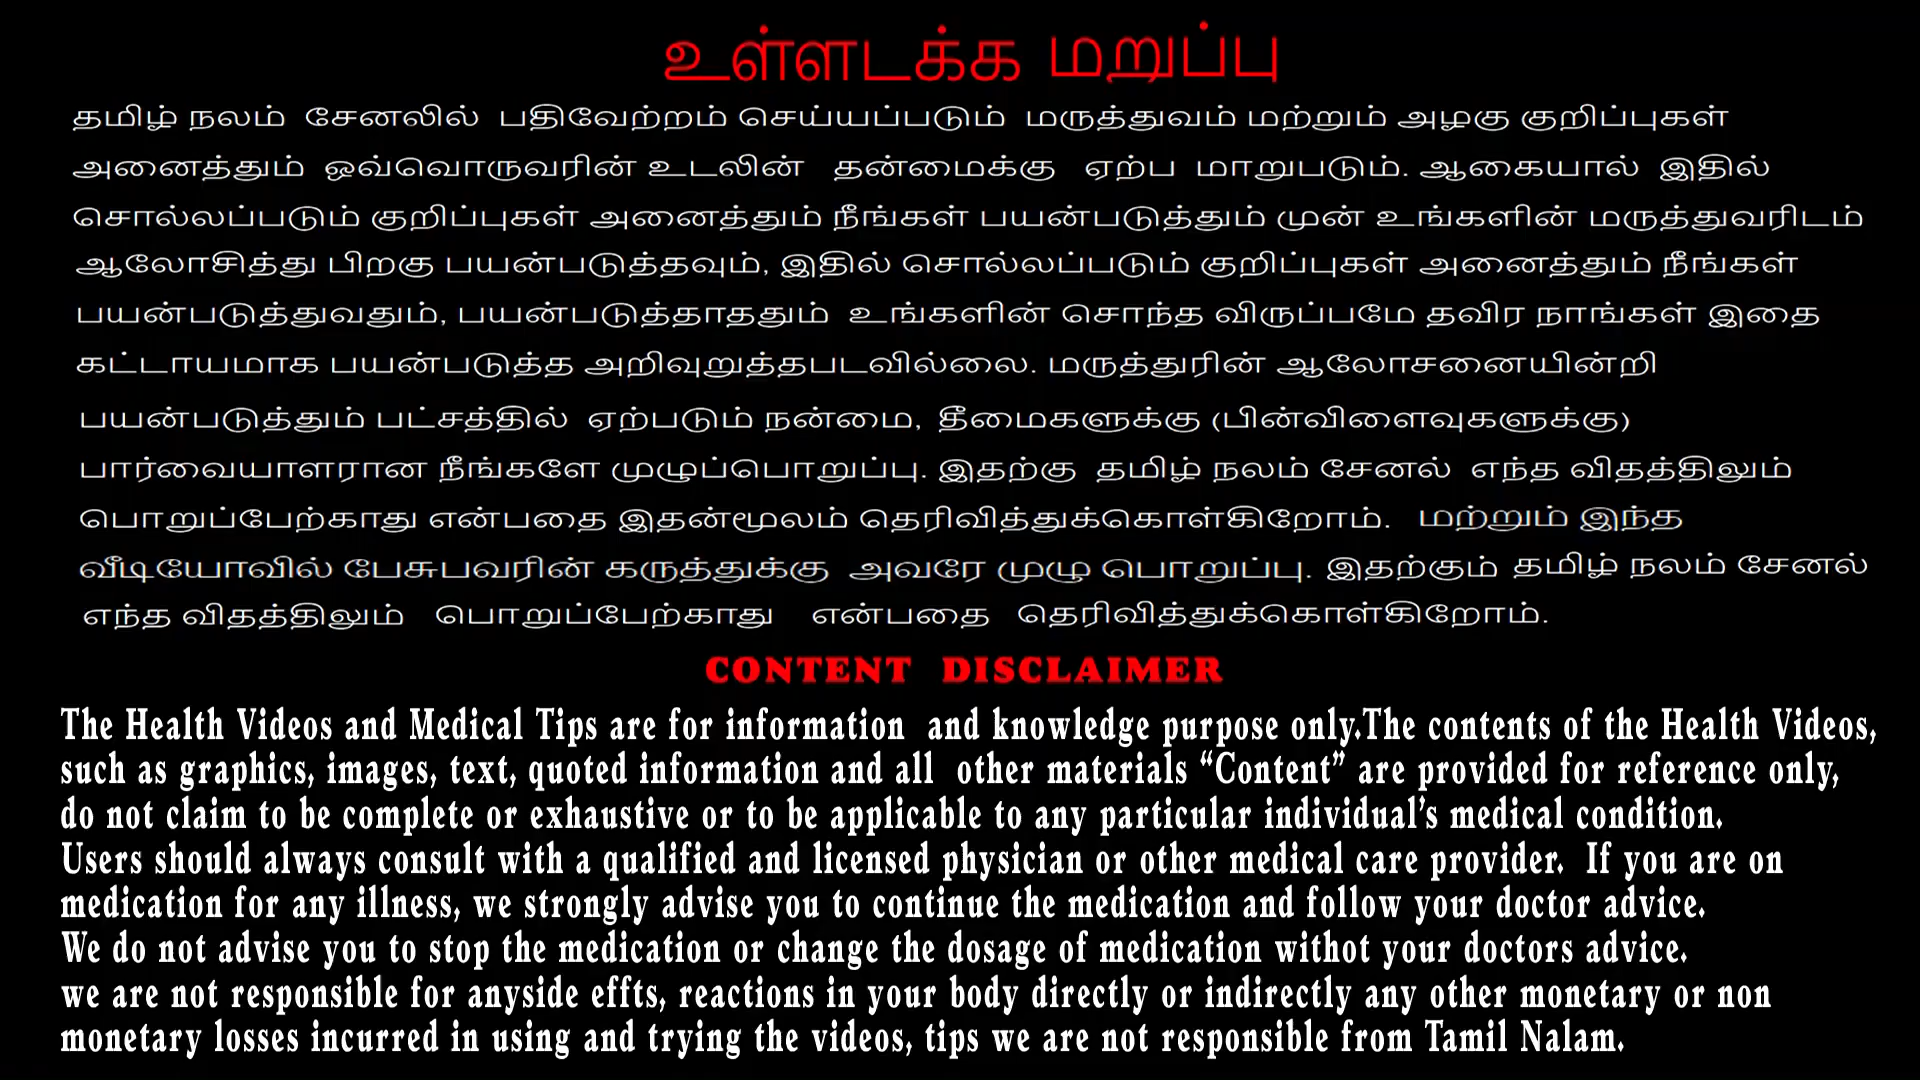 உள்ளடக்க மறுப்பு
தமிழ் நலம் சேனலில் பதிவேற்றம் செய்யப்படும் மருத்துவம் மற்றும் அழகு குறிப்புகள்
அனைத்தும் ஒவ்வொருவரின் உடலின் தன்மைக்கு ஏற்ப மாறுபடும். ஆகையால் இதில்
சொல்லப்படும் குறிப்புகள் அனைத்தும் நீங்கள் பயன்படுத்தும் முன் உங்களின் மருத்துவரிடம்
ஆலோசித்து பிறகு பயன்படுத்தவும், இதில் சொல்லப்படும் குறிப்புகள் அனைத்தும் நீங்கள்
பயன்படுத்துவதும், பயன்படுத்தாததும் உங்களின் சொந்த விருப்பமே தவிர நாங்கள் இதை
கட்டாயமாக பயன்படுத்த அறிவுறுத்தபடவில்லை. மருத்துரின் ஆலோசனையின்றி
பயன்படுத்தும் பட்சத்தில் ஏற்படும் நன்மை, தீமைகளுக்கு (பின்விளைவுகளுக்கு)
பார்வையாளரான நீங்களே முழுப்பொறுப்பு. இதற்கு தமிழ் நலம் சேனல் எந்த விதத்திலும்
பொறுப்பேற்காது என்பதை இதன்மூலம் தெரிவித்துக்கொள்கிறோம். மற்றும் இந்த
வீடியோவில் பேசுபவரின் கருத்துக்கு அவரே முழு பொறுப்பு. இதற்கும் தமிழ் நலம் சேனல்
எந்த விதத்திலும் பொறுப்பேற்காது என்பதை தெரிவித்துக்கொள்கிறோம்.
CONTENT DISCLAIMER
The Health Videos and Medical Tips are for information and knowledge purpose only.The contents of the Health Videos,
such as graphics, images, text, quoted information and all other materials “Content” are provided for reference only,
do not claim to be complete or exhaustive or to be applicable to any particular individual’s medical condition.
Users should always consult with a qualified and licensed physician or other medical care provider. If you are on
medication for any illness, we strongly advise you to continue the medication and follow your doctor advice.
We do not advise you to stop the medication or change the dosage of medication withot your doctors advice.
we are not responsible for anyside effts, reactions in your body directly or indirectly any other monetary or non
monetary losses incurred in using and trying the videos, tips we are not responsible from Tamil Nalam.